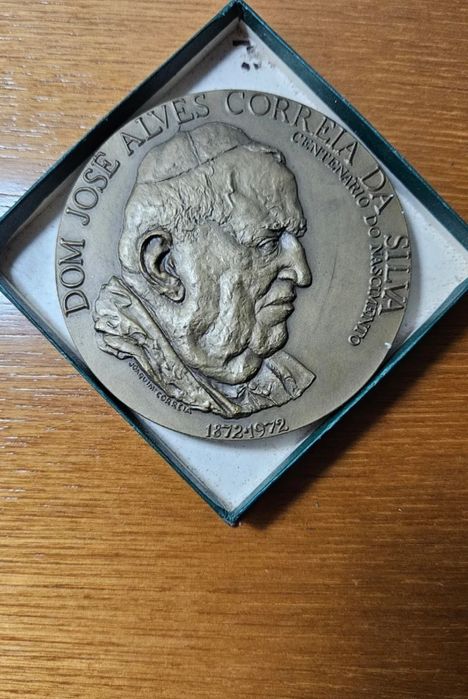 DOM JOSÉ ALVES CORREIA DA SILVA
CENTENÁRIO DO NASCIMENTO
JOAQUIM CORREIA
1872·1972